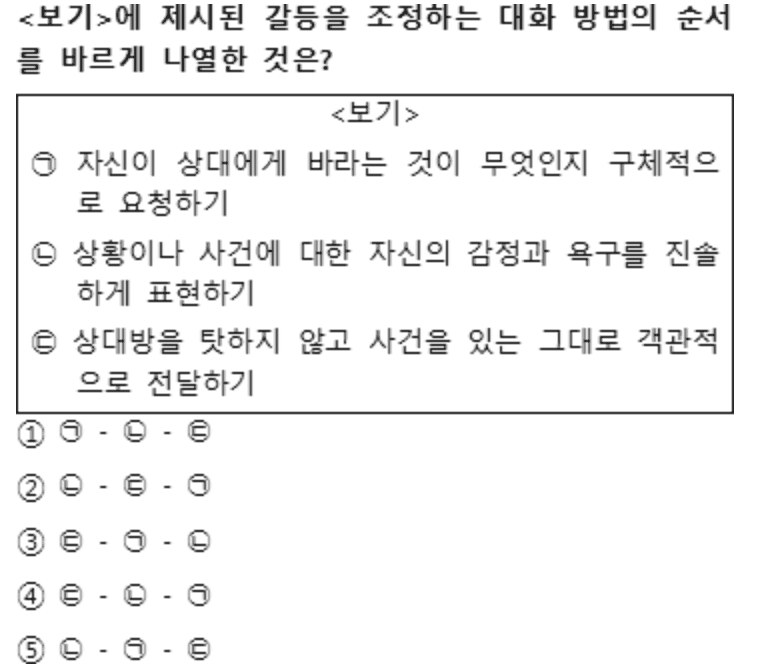 <보기>에 제시된 갈등을 조정하는 대화 방법의 순서
를 바르게 나열한 것은?
<보기>
㉠ 자신이 상대에게 바라는 것이 무엇인지 구체적으
로 요청하기
㉡ 상황이나 사건에 대한 자신의 감정과 욕구를 진솔
하게 표현하기
㉢ 상대방을 탓하지 않고 사건을 있는 그대로 객관적
으로 전달하기
① ㉠ - ㉡ - ㉢
② ㉡ - ㉢ - ㉠
③ ㉢ - ㉠ - ㉡
④ ㉢ - ㉡ - ㉠
⑤ ㉡ - ㉠ - ㉢